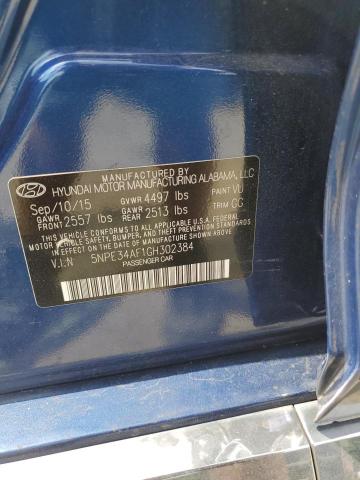 MANUFACTURED BY
HYUNDAI MOTOR MANUFACTURING ALABAMA, LLC
Sep/10/15 GVWR 4497 lbs PAINT VU
GAWR FRONT 2557 lbs GAWR REAR 2513 lbs TRIM GG
THIS VEHICLE CONFORMS TO ALL APPLICABLE U.S.A. FEDERAL
MOTOR VEHICLE SAFETY, BUMPER, AND THEFT PREVENTION
STANDARDS IN EFFECT ON THE DATE OF MANUFACTURE
SHOWN ABOVE.
V.I.N 5NPE34AF1GH302384
PASSENGER CAR